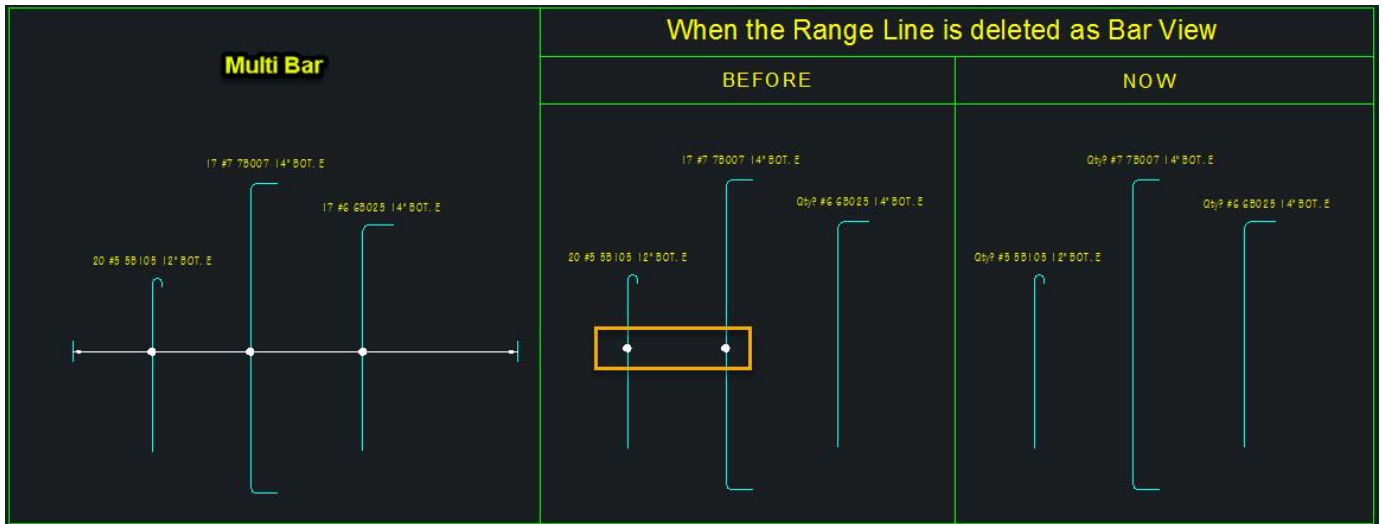 When the Range Line is deleted as Bar View
Multi Bar
BEFORE
NOW
17 #7 7B007 14" BOT. E
17 #6 6B025 14" BOT. E
20 #5 5B105 12" BOT. E
17 #7 7B007 14" BOT. E
Qty? #6 6B025 14" BOT. E
20 #5 5B105 12" BOT. E
Qty? #7 7B007 14" BOT. E
Qty? #6 6B025 14" BOT. E
Qty? #5 5B105 12" BOT. E